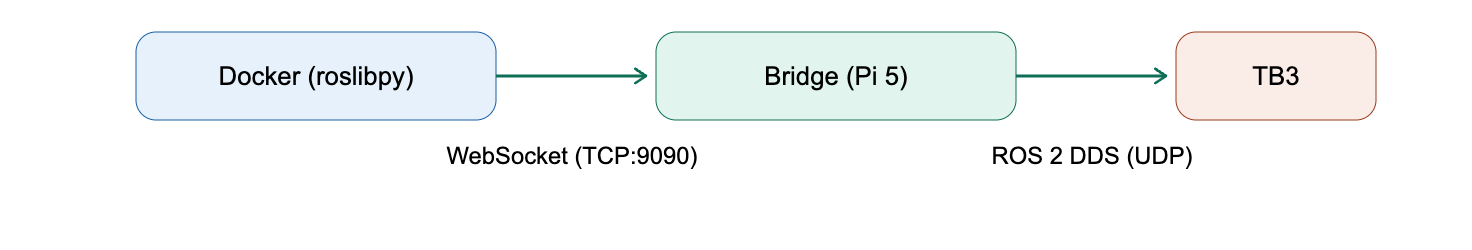 Docker (roslibpy)
Bridge (Pi 5)
TB3
WebSocket (TCP:9090)
ROS 2 DDS (UDP)